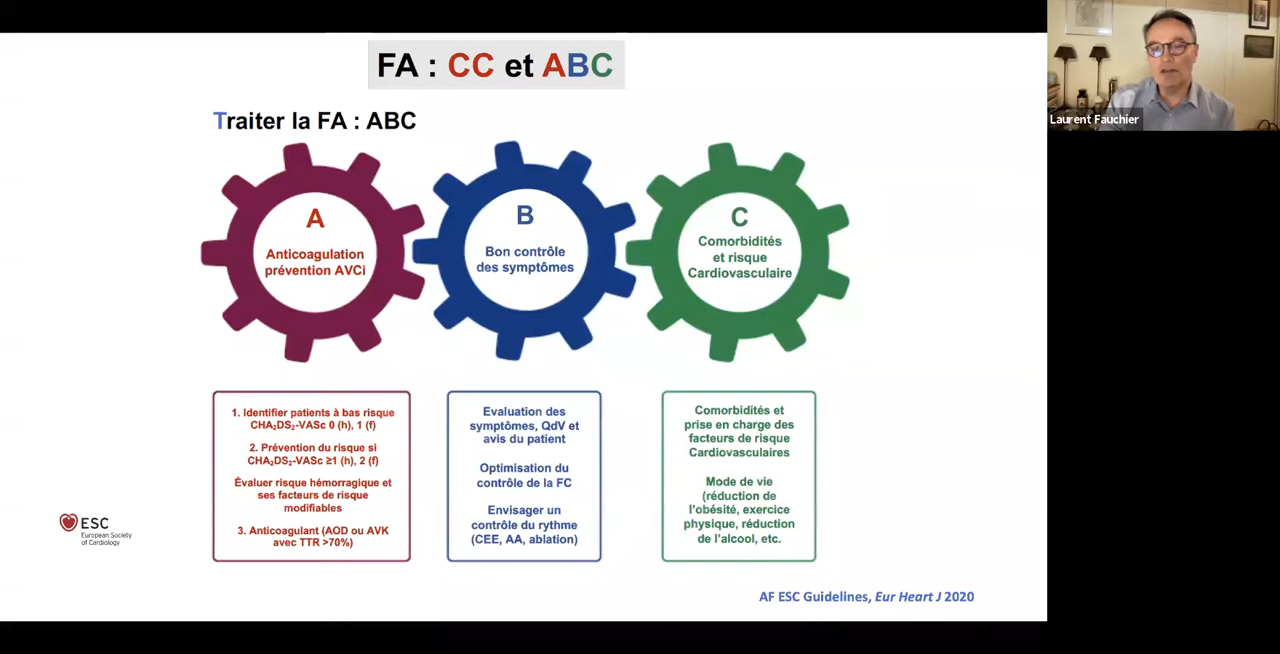 FA : CC et ABC
Laurent Fauchier
Traiter la FA : ABC
A
Anticoagulation
prévention AVCi
B
Bon contrôle
des symptômes
C
Comorbidités
et risque
Cardiovasculaire
1. Identifier patients à bas risque
CHA₂DS₂-VASc 0 (h), 1 (f)
2. Prévention du risque si
CHA₂DS₂-VASc ≥1 (h), 2 (f)
Évaluer risque hémorragique et
ses facteurs de risque
modifiables
3. Anticoagulant (AOD ou AVK
avec TTR >70%)
Evaluation des
symptômes, QdV et
avis du patient
Optimisation du
contrôle de la FC
Envisager un
contrôle du rythme
(CEE, AA, ablation)
Comorbidités et
prise en charge des
facteurs de risque
Cardiovasculaires
Mode de vie
(réduction de
l'obésité, exercice
physique, réduction
de l'alcool, etc.
ESC
European Society
of Cardiology
AF ESC Guidelines, Eur Heart J 2020